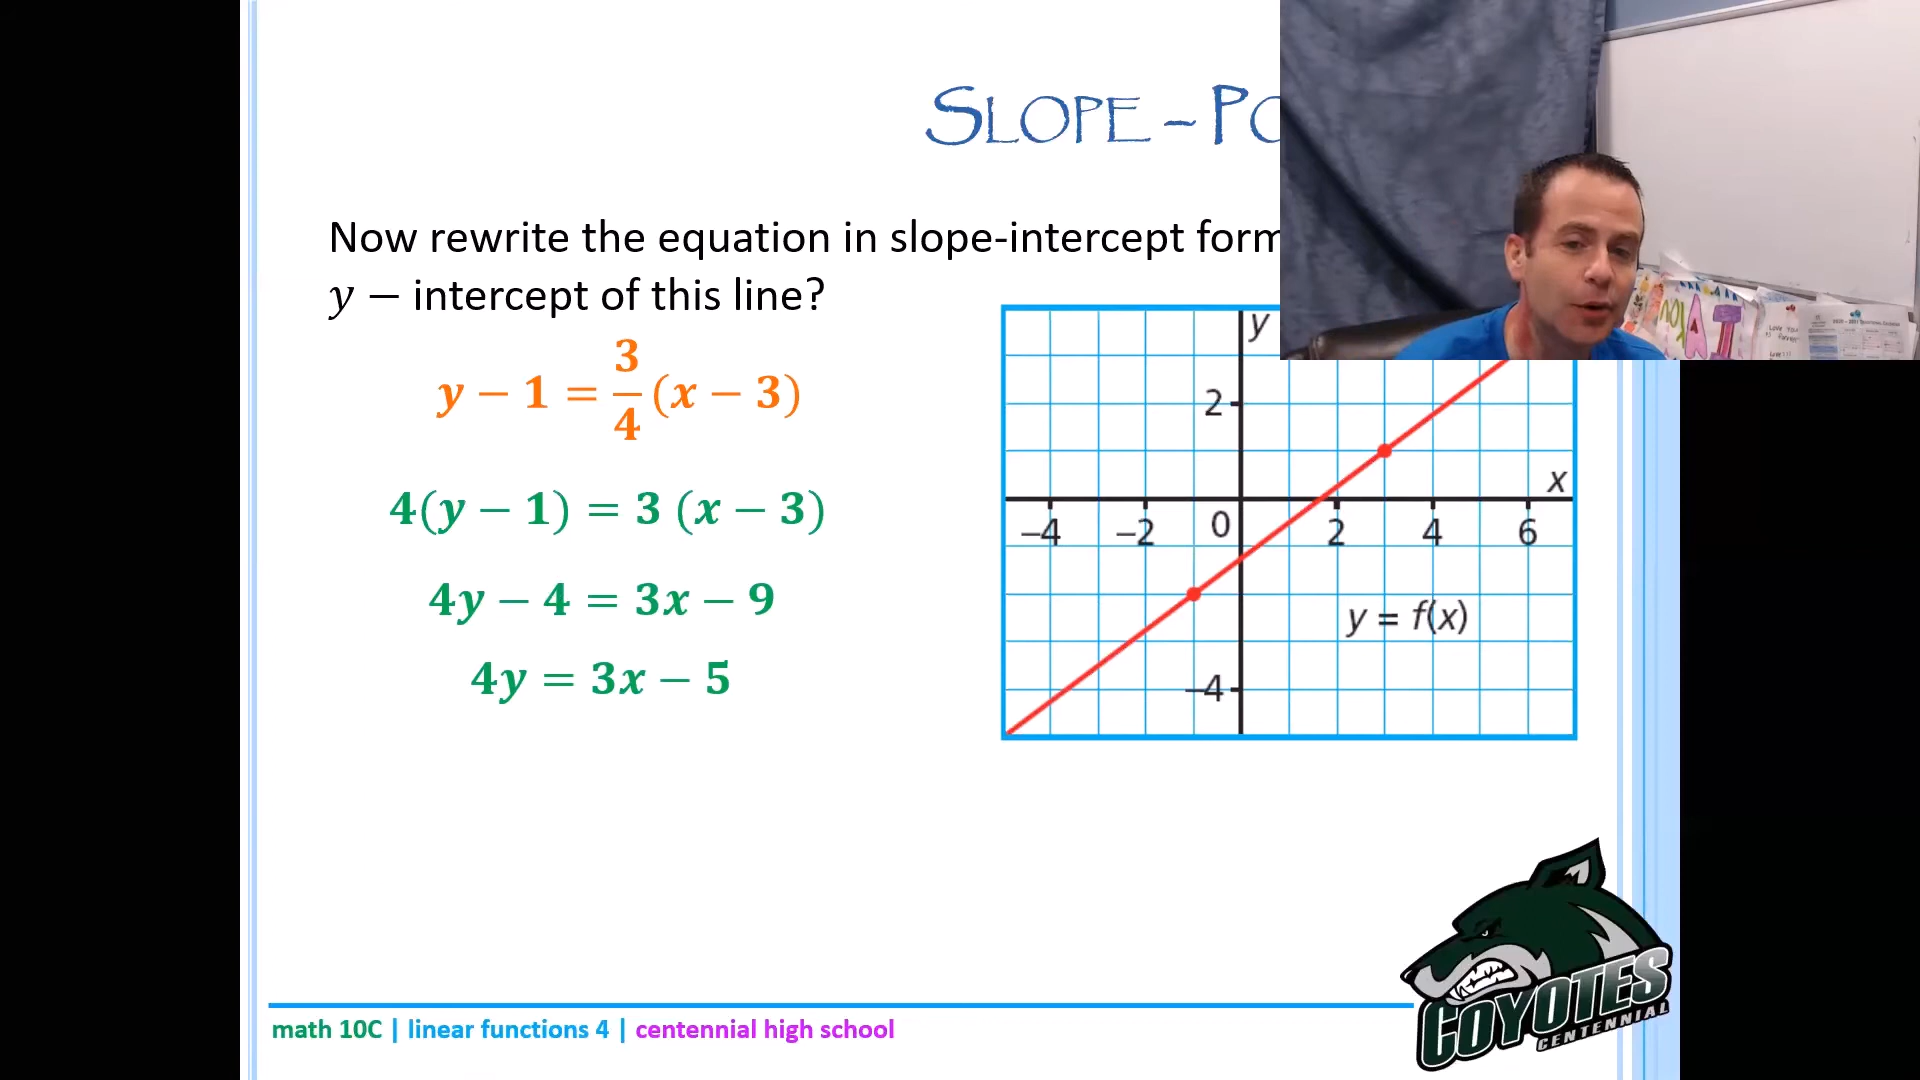 SLOPE – PO
Now rewrite the equation in slope-intercept form
y − intercept of this line?
y − 1 = 3/4 (x − 3)
4(y − 1) = 3 (x − 3)
4y − 4 = 3x − 9
4y = 3x − 5
y
2
x
−4 −2 0 2 4 6
y = f(x)
−4
I ♥ YOU
COYOTES
CENTENNIAL
math 10C | linear functions 4 | centennial high school